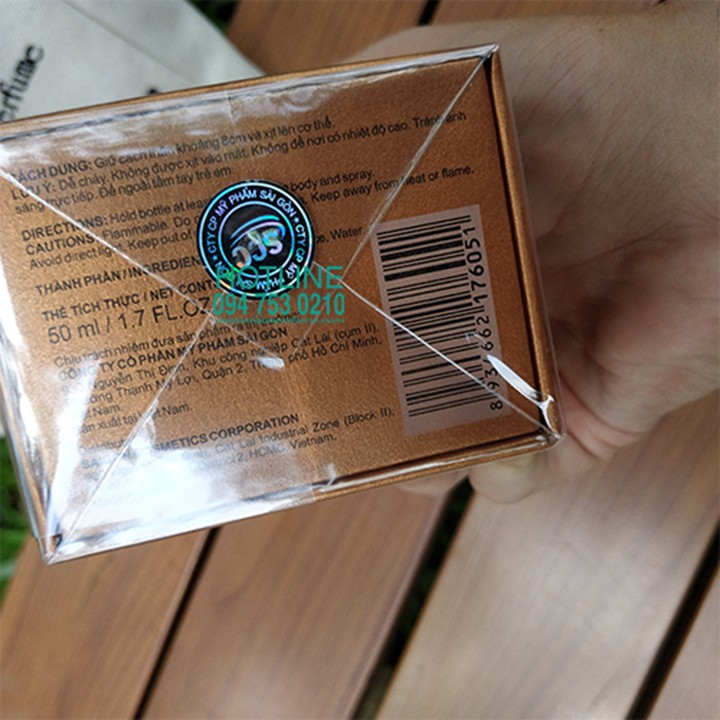 erfume
CÁCH DÙNG: Giữ cách thân khoảng 8cm và xịt lên cơ thể.
LƯU Ý: Dễ cháy. Không được xịt vào mắt. Không để nơi có nhiệt độ cao. Tránh ánh
sáng trực tiếp. Để ngoài tầm tay trẻ em.
DIRECTIONS: Hold bottle at lea body and spray.
CAUTIONS: Flammable. Do Keep away from heat or flame.
Avoid direct light. Keep out of Water
THÀNH PHẦN / INGREDIEN
THỂ TÍCH THỰC / NET CONT
50 ml / 1.7 FL.OZ
CTY CP MỸ PHẨM SÀI GÒN
HOTLINE
094 753 0210
Chịu trách nhiệm đưa sản phẩm ra thị trường
CÔNG TY CỔ PHẦN MỸ PHẨM SÀI GÒN
Nguyễn Thị Định, Khu công nghiệp Cát Lái (cụm II),
Thạnh Mỹ Lợi, Quận 2, phố Hồ Chí Minh,
t Nam.
ản xuất tại Nam.
COSMETICS CORPORATION
Cat Lai Industrial Zone (Block II),
2, HCMC, Vietnam.
176051